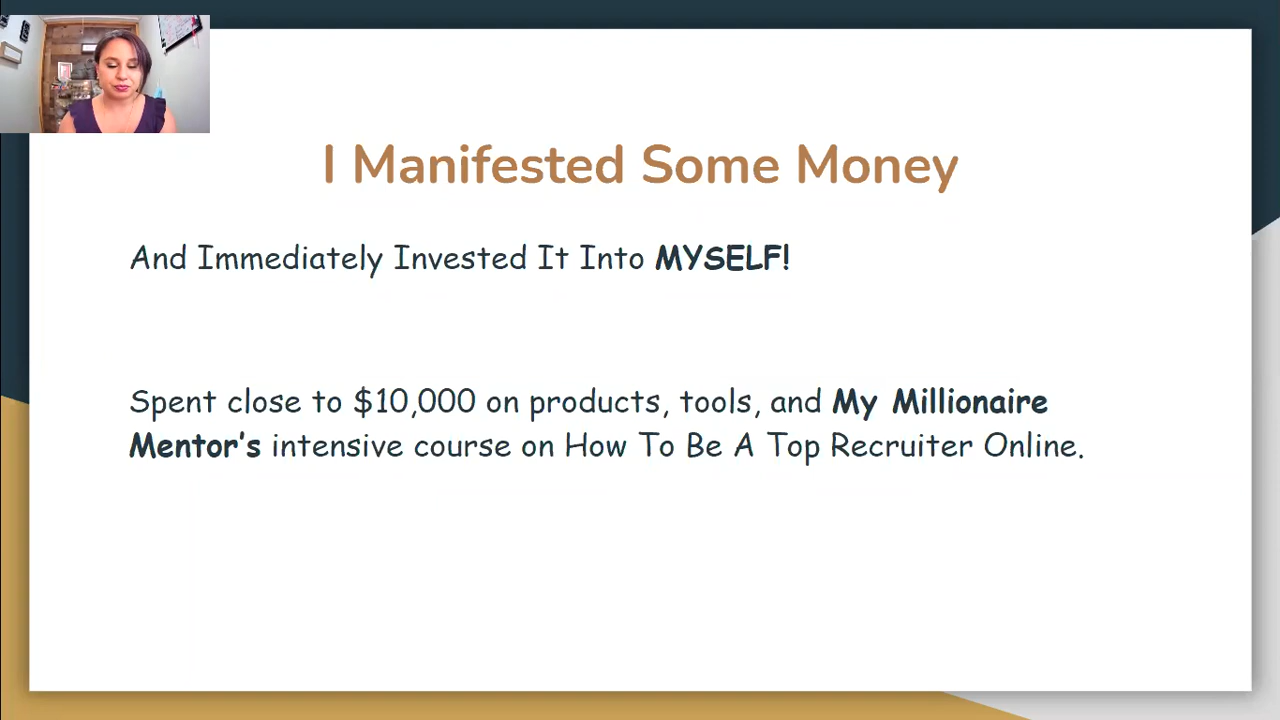 I Manifested Some Money
And Immediately Invested It Into MYSELF!
Spent close to $10,000 on products, tools, and My Millionaire
Mentor's intensive course on How To Be A Top Recruiter Online.